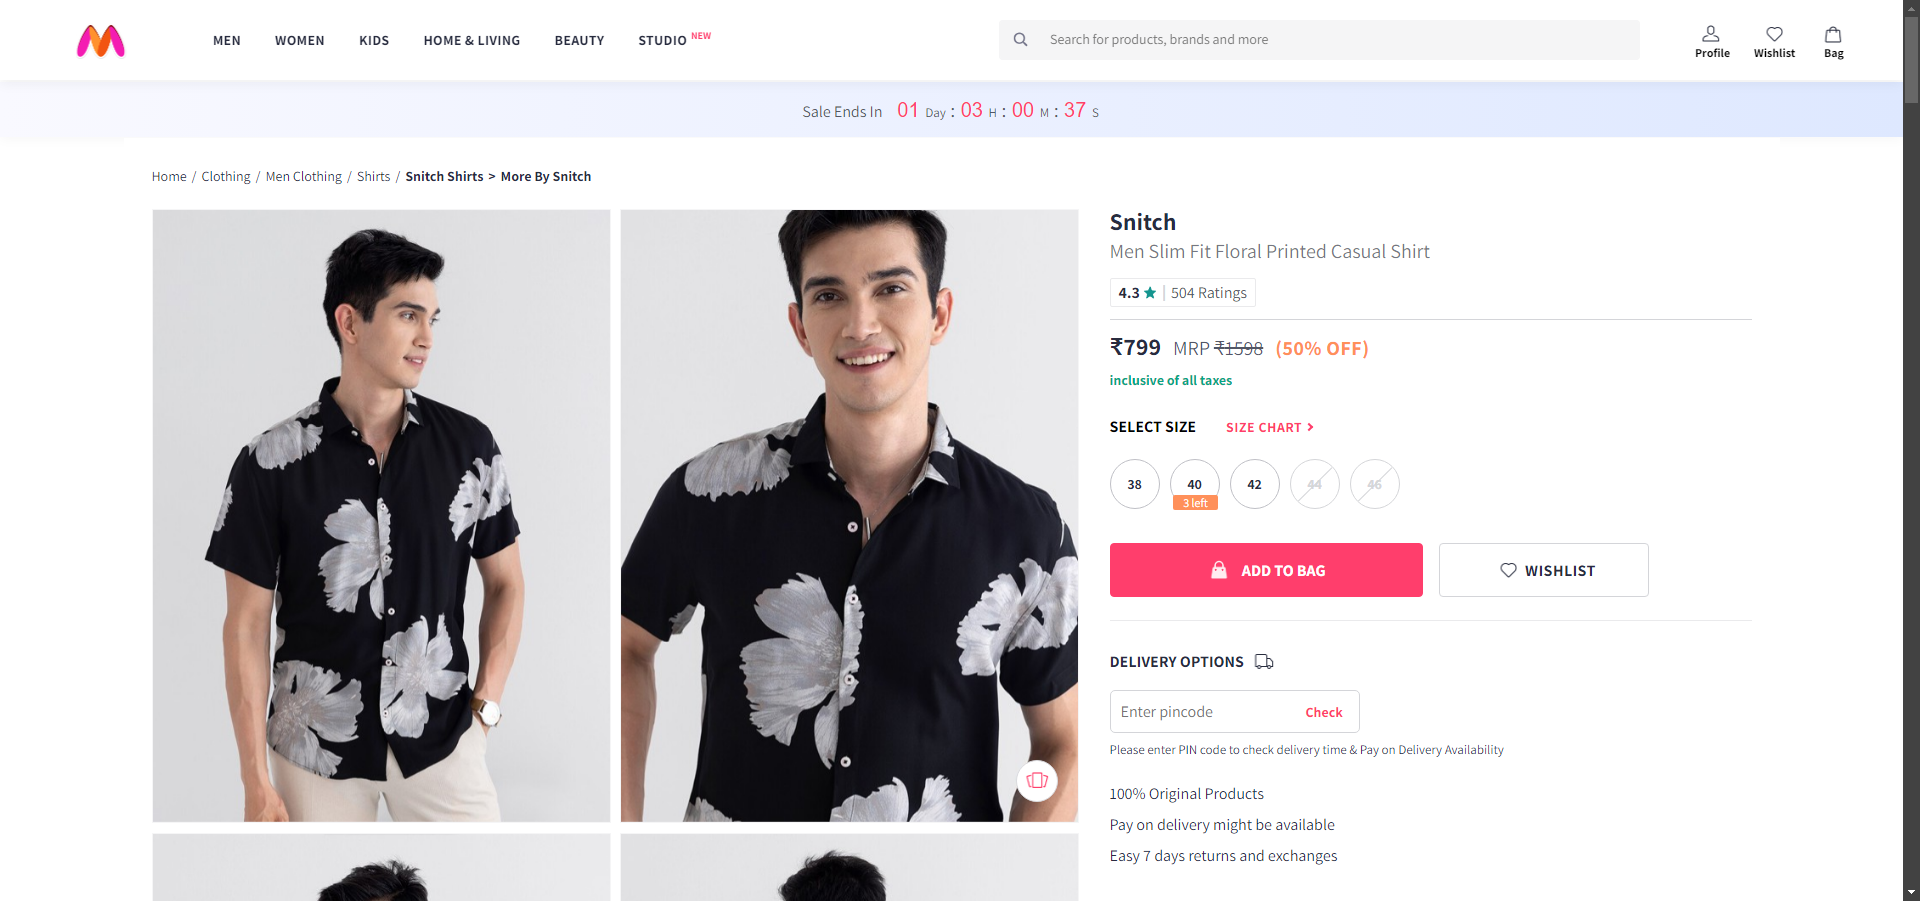 MEN WOMEN KIDS HOME & LIVING BEAUTY STUDIO NEW Search for products, brands and more Profile Wishlist Bag
Sale Ends In 01 Day : 03 H : 00 M : 37 S
Home / Clothing / Men Clothing / Shirts / Snitch Shirts > More By Snitch
Snitch
Men Slim Fit Floral Printed Casual Shirt
4.3 ★ | 504 Ratings
₹799 MRP ₹1598 (50% OFF)
inclusive of all taxes
SELECT SIZE SIZE CHART >
38 40 42 44 46
3 left
ADD TO BAG WISHLIST
DELIVERY OPTIONS
Enter pincode Check
Please enter PIN code to check delivery time & Pay on Delivery Availability
100% Original Products
Pay on delivery might be available
Easy 7 days returns and exchanges